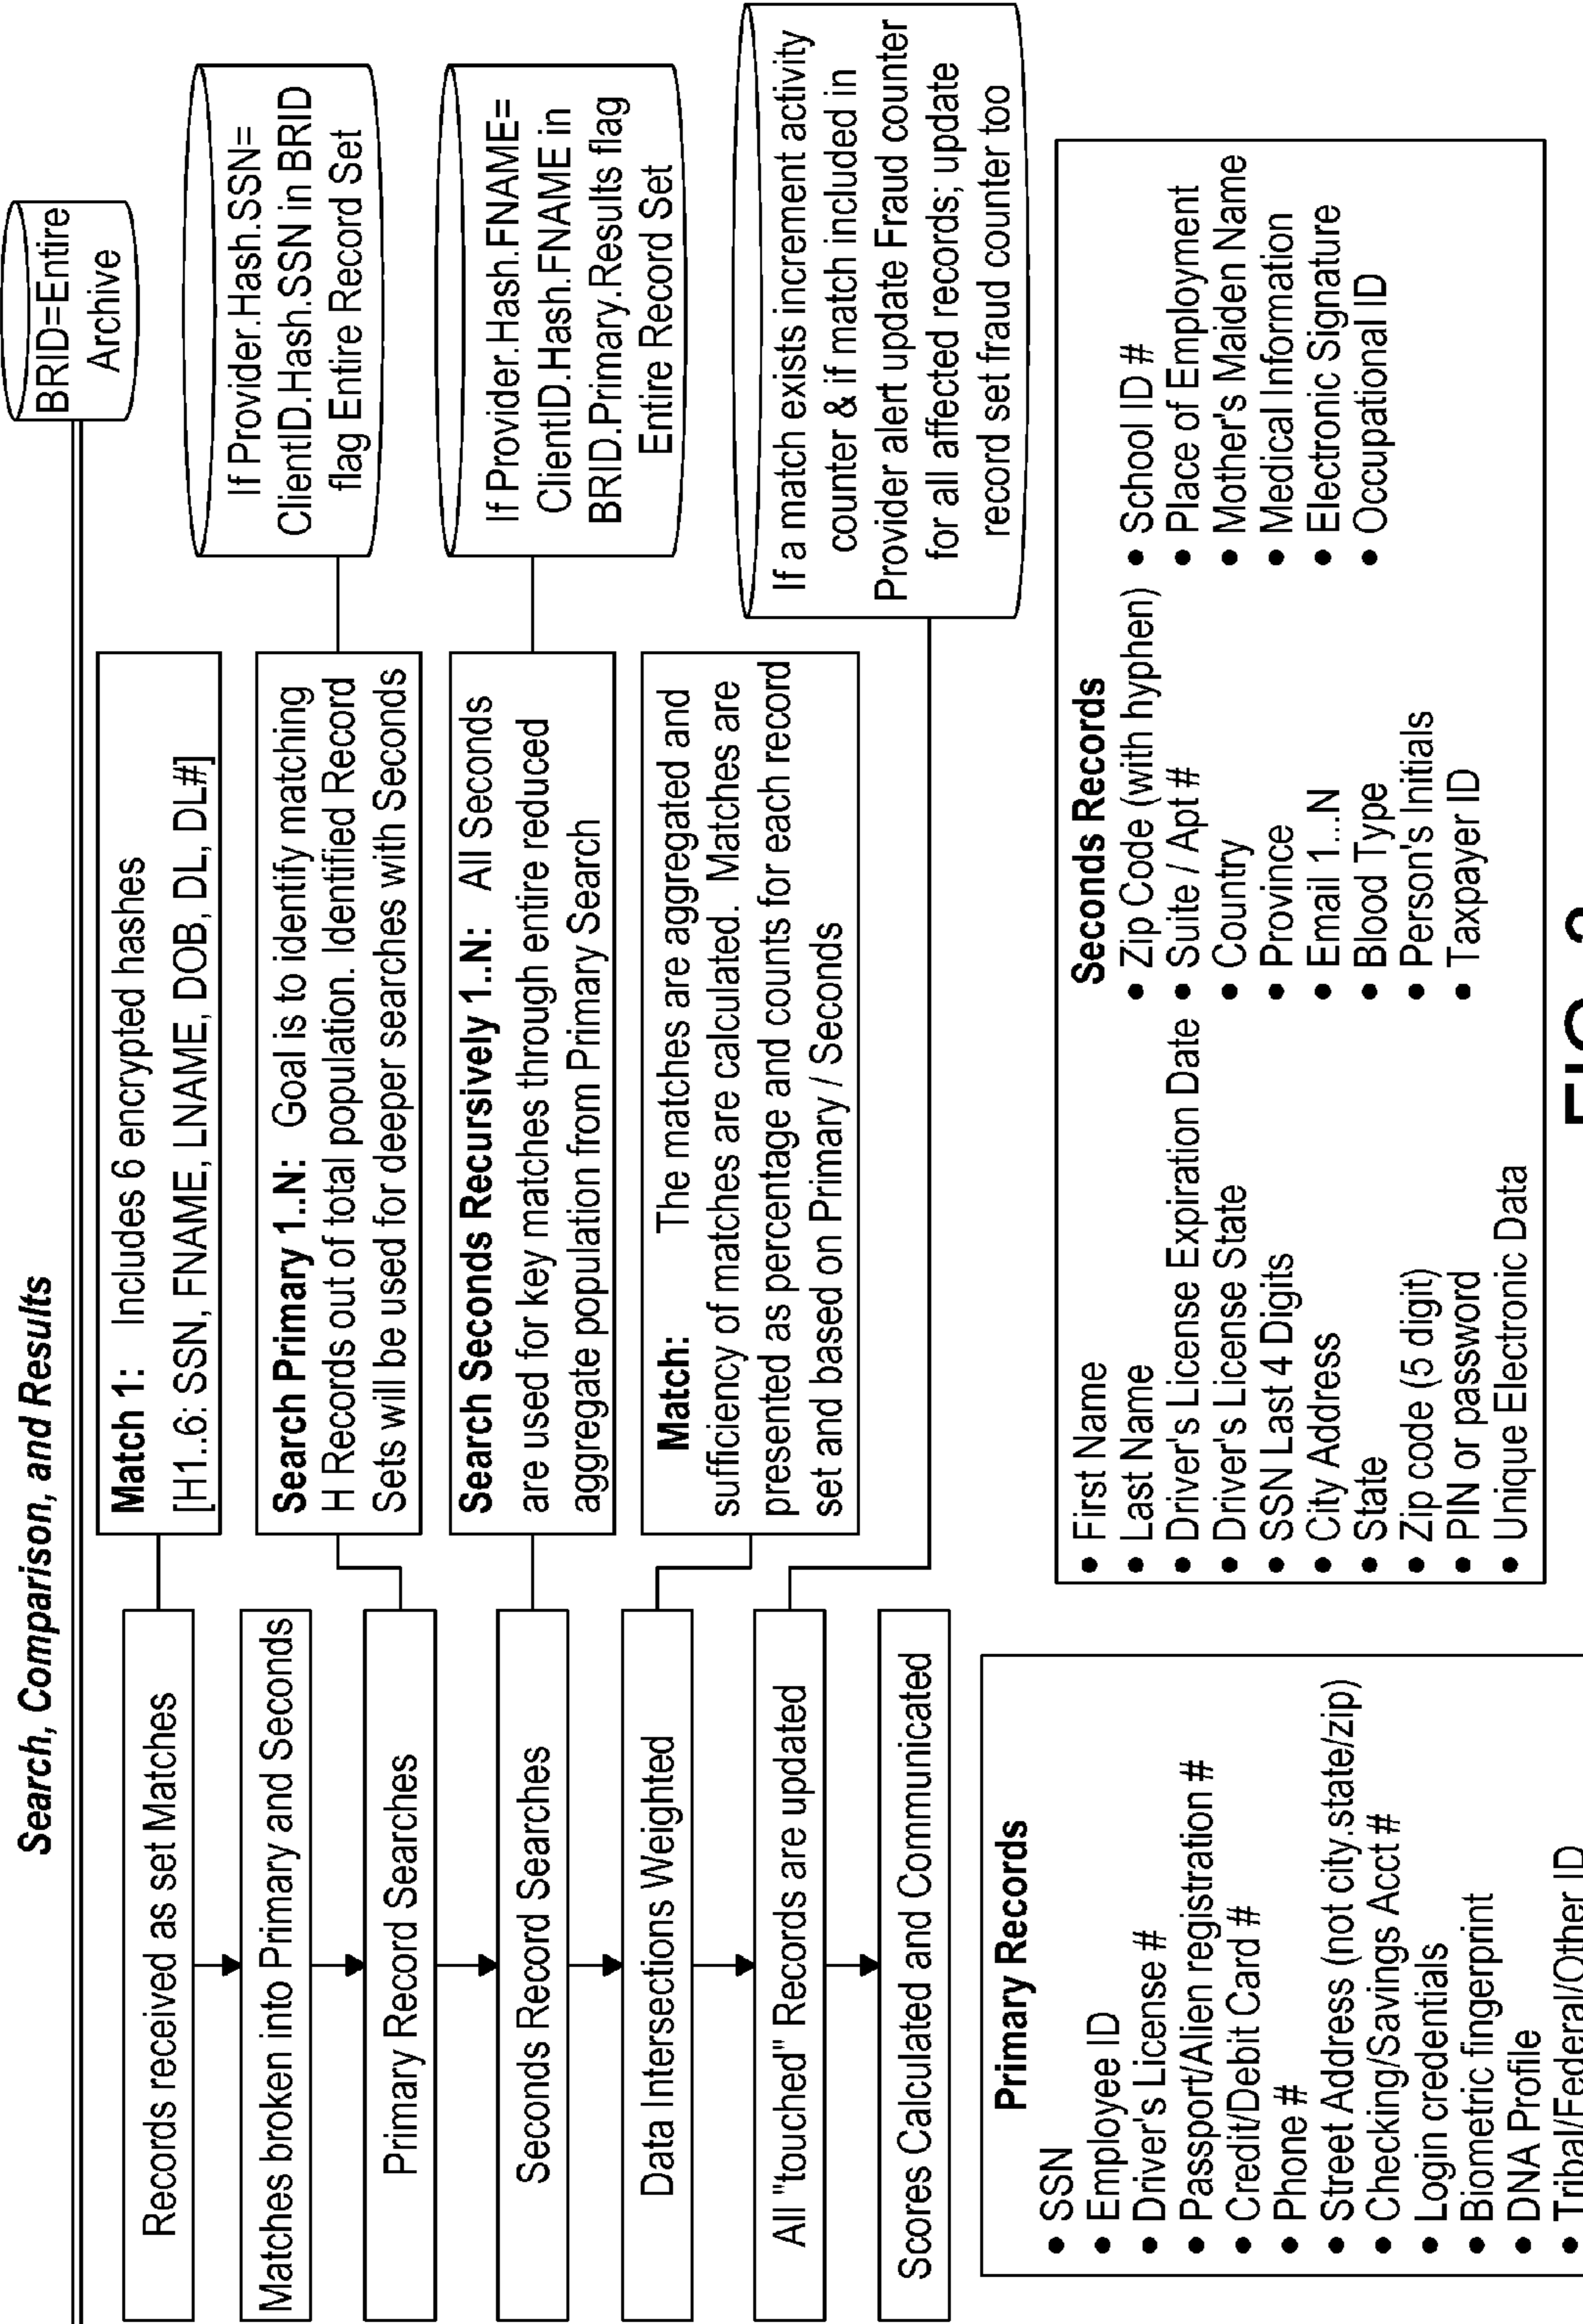 Search, Comparison, and Results
BRID=Entire
Archive
Records received as set Matches
Matches broken into Primary and Seconds
Primary Record Searches
Seconds Record Searches
Data Intersections Weighted
All "touched" Records are updated
Scores Calculated and Communicated
Match 1: Includes 6 encrypted hashes
[H1..6: SSN, FNAME, LNAME, DOB, DL, DL#]
Search Primary 1..N: Goal is to identify matching
H Records out of total population. Identified Record
Sets will be used for deeper searches with Seconds
Search Seconds Recursively 1..N: All Seconds
are used for key matches through entire reduced
aggregate population from Primary Search
Match: The matches are aggregated and
sufficiency of matches are calculated. Matches are
presented as percentage and counts for each record
set and based on Primary / Seconds
If Provider.Hash.SSN=
ClientID.Hash.SSN in BRID
flag Entire Record Set
If Provider.Hash.FNAME=
ClientID.Hash.FNAME in
BRID.Primary.Results flag
Entire Record Set
If a match exists increment activity
counter & if match included in
Provider alert update Fraud counter
for all affected records; update
record set fraud counter too
Primary Records
• SSN
• Employee ID
• Driver's License #
• Passport/Alien registration #
• Credit/Debit Card #
• Phone #
• Street Address (not city.state/zip)
• Checking/Savings Acct #
• Login credentials
• Biometric fingerprint
• DNA Profile
• Tribal/Federal/Other ID
Seconds Records
• First Name
• Last Name
• Driver's License Expiration Date
• Driver's License State
• SSN Last 4 Digits
• City Address
• State
• Zip code (5 digit)
• PIN or password
• Unique Electronic Data
• Zip Code (with hyphen)
• Suite / Apt #
• Country
• Province
• Email 1...N
• Blood Type
• Person's Initials
• Taxpayer ID
• School ID #
• Place of Employment
• Mother's Maiden Name
• Medical Information
• Electronic Signature
• Occupational ID